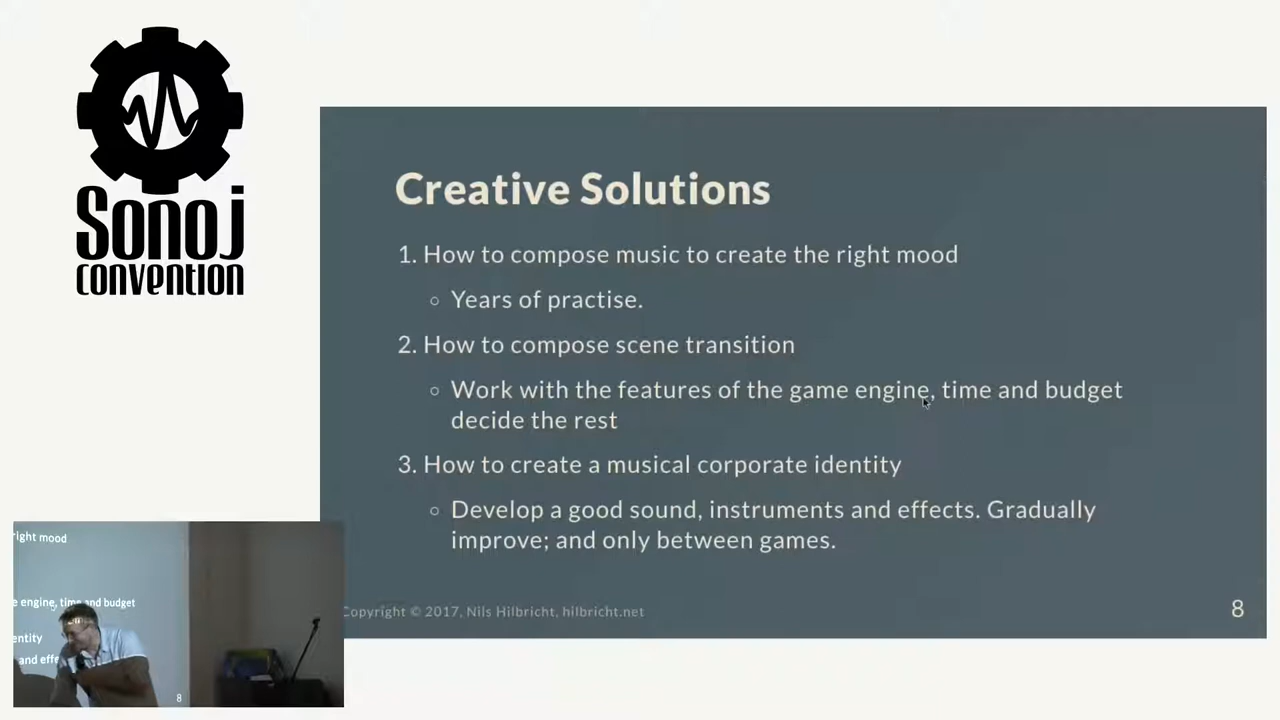 Sonoj
convention
Creative Solutions
1. How to compose music to create the right mood
Years of practise.
2. How to compose scene transition
Work with the features of the game engine, time and budget
decide the rest
3. How to create a musical corporate identity
Develop a good sound, instruments and effects. Gradually
improve; and only between games.
Copyright © 2017, Nils Hilbricht, hilbricht.net
8
right mood
e engine, time and budget
entity
and effe
8